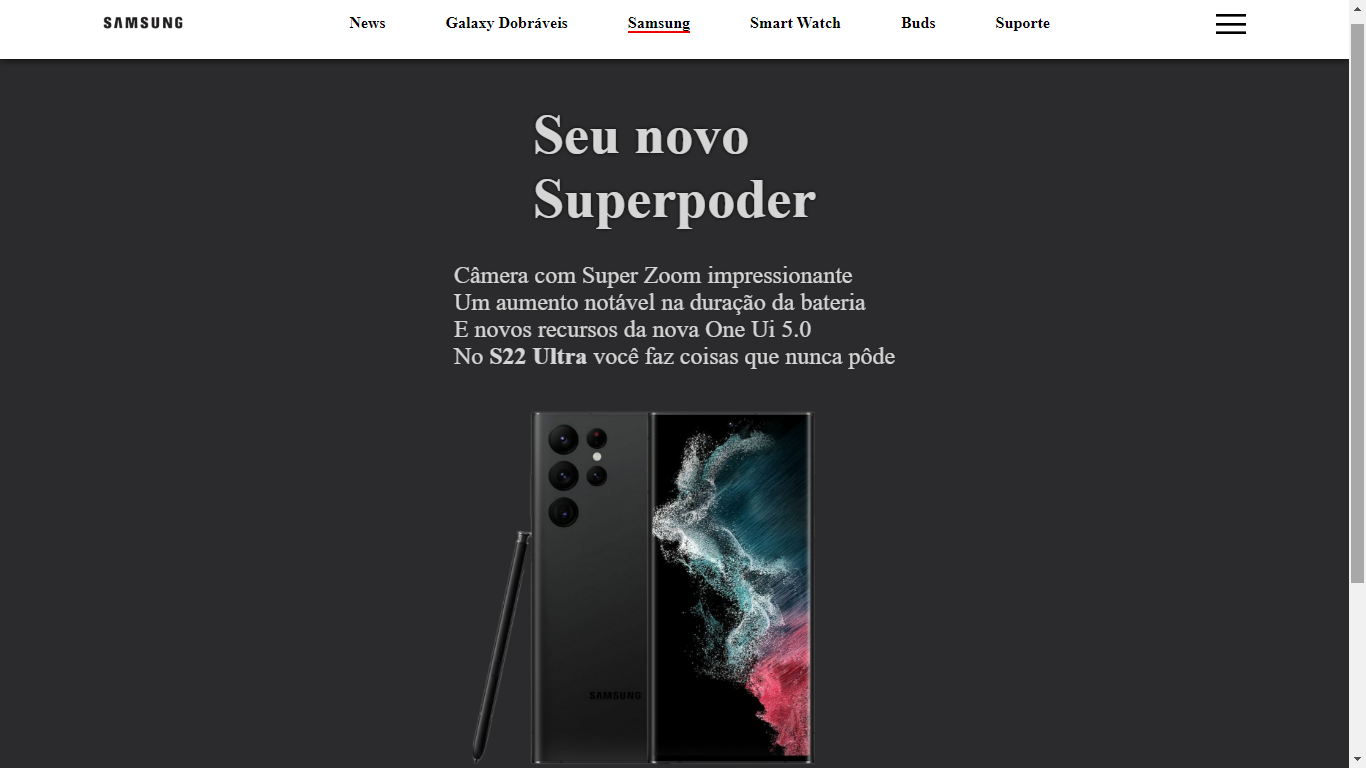 SAMSUNG
News
Galaxy Dobráveis
Samsung
Smart Watch
Buds
Suporte
Seu novo
Superpoder
Câmera com Super Zoom impressionante
Um aumento notável na duração da bateria
E novos recursos da nova One Ui 5.0
No S22 Ultra você faz coisas que nunca pôde
SAMSUNG